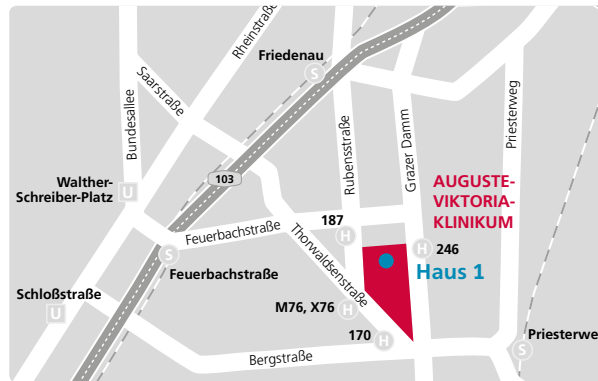 Rheinstraße
Friedenau
S
Saarstraße
Bundesallee
Rubensstraße
Grazer Damm
Priesterweg
103
Walther-
Schreiber-Platz
U
AUGUSTE-
VIKTORIA-
KLINIKUM
187
H
Feuerbachstraße
Thorwaldsenstraße
H
246
S
Feuerbachstraße
Haus 1
Schloßstraße
U
M76, X76
H
170
H
Bergstraße
Priesterwe
S